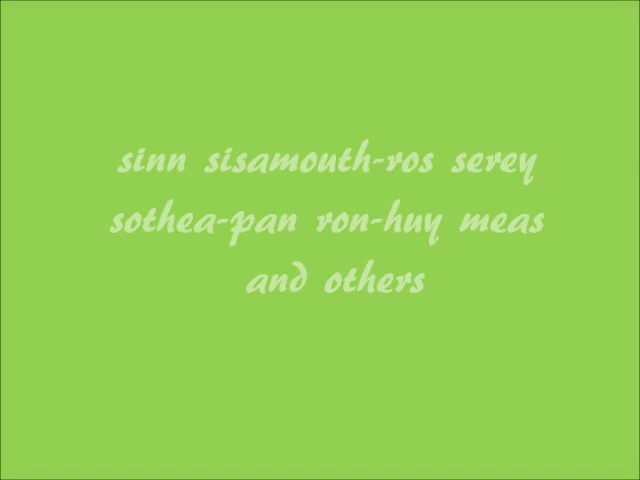 sinn sisamouth-ros serey
sothea-pan ron-huy meas
and others